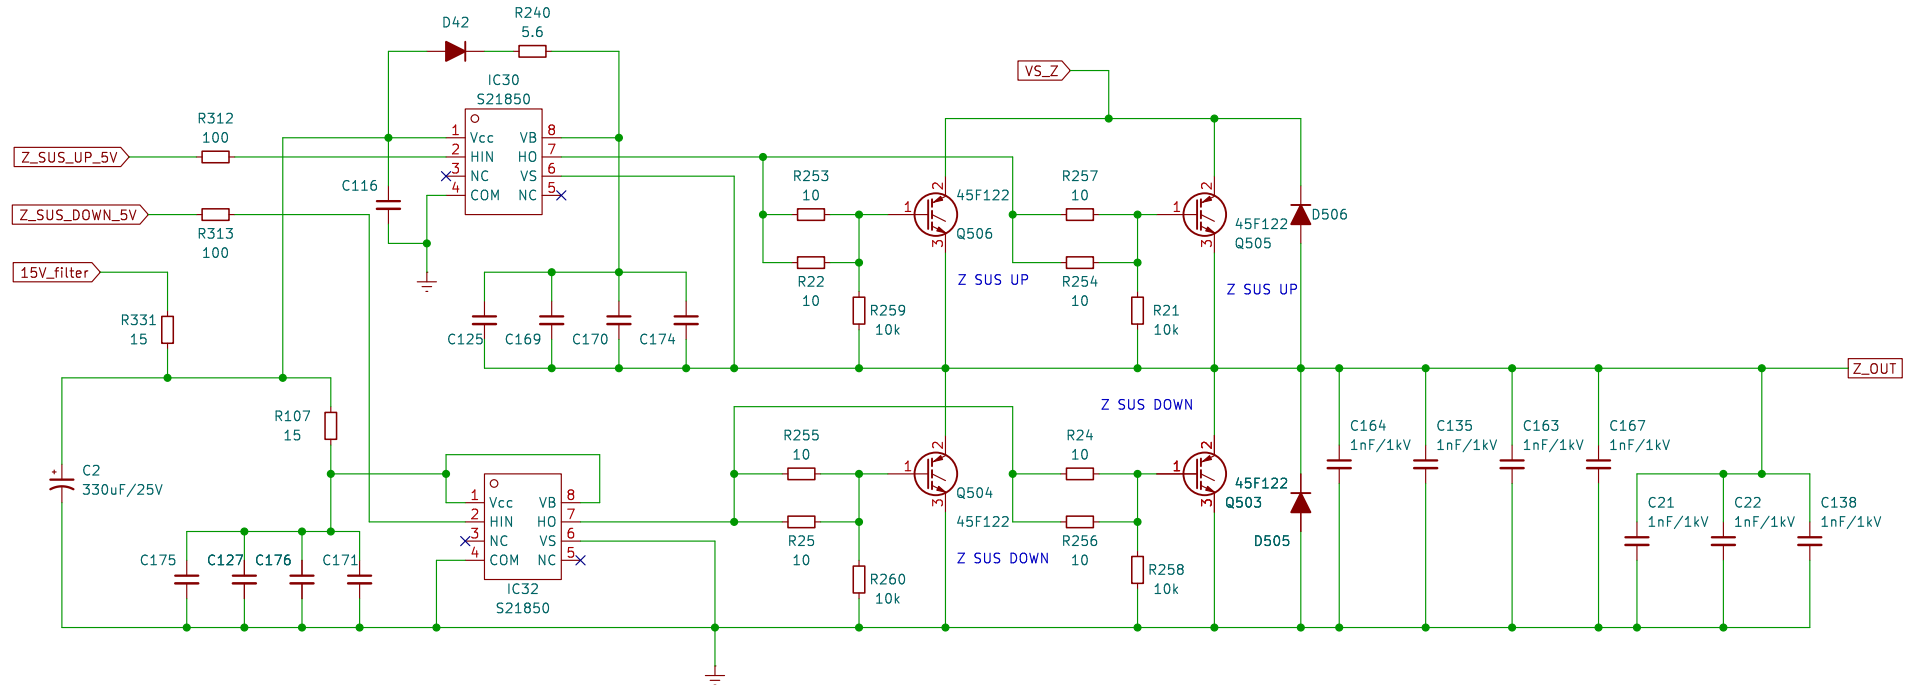 D42
R240
5.6
IC30
S21850
1 Vcc VB 8
2 HIN HO 7
3 NC VS 6
4 COM NC 5
R312
100
Z_SUS_UP_5V
Z_SUS_DOWN_5V
R313
100
C116
15V_filter
R331
15
VS_Z
R253
10
R22
10
R259
10k
1
2
3
45F122
Q506
Z SUS UP
R257
10
R254
10
R21
10k
1
2
3
45F122
Q505
Z SUS UP
D506
C125
C169
C170
C174
Z_OUT
R107
15
C2
+
330uF/25V
C175
C127
C176
C171
1 Vcc VB 8
2 HIN HO 7
3 NC VS 6
4 COM NC 5
IC32
S21850
R255
10
R25
10
R260
10k
1
2
3
Q504
45F122
Z SUS DOWN
Z SUS DOWN
R24
10
R256
10
R258
10k
1
2
3
45F122
Q503
D505
C164
1nF/1kV
C135
1nF/1kV
C163
1nF/1kV
C167
1nF/1kV
C21
1nF/1kV
C22
1nF/1kV
C138
1nF/1kV